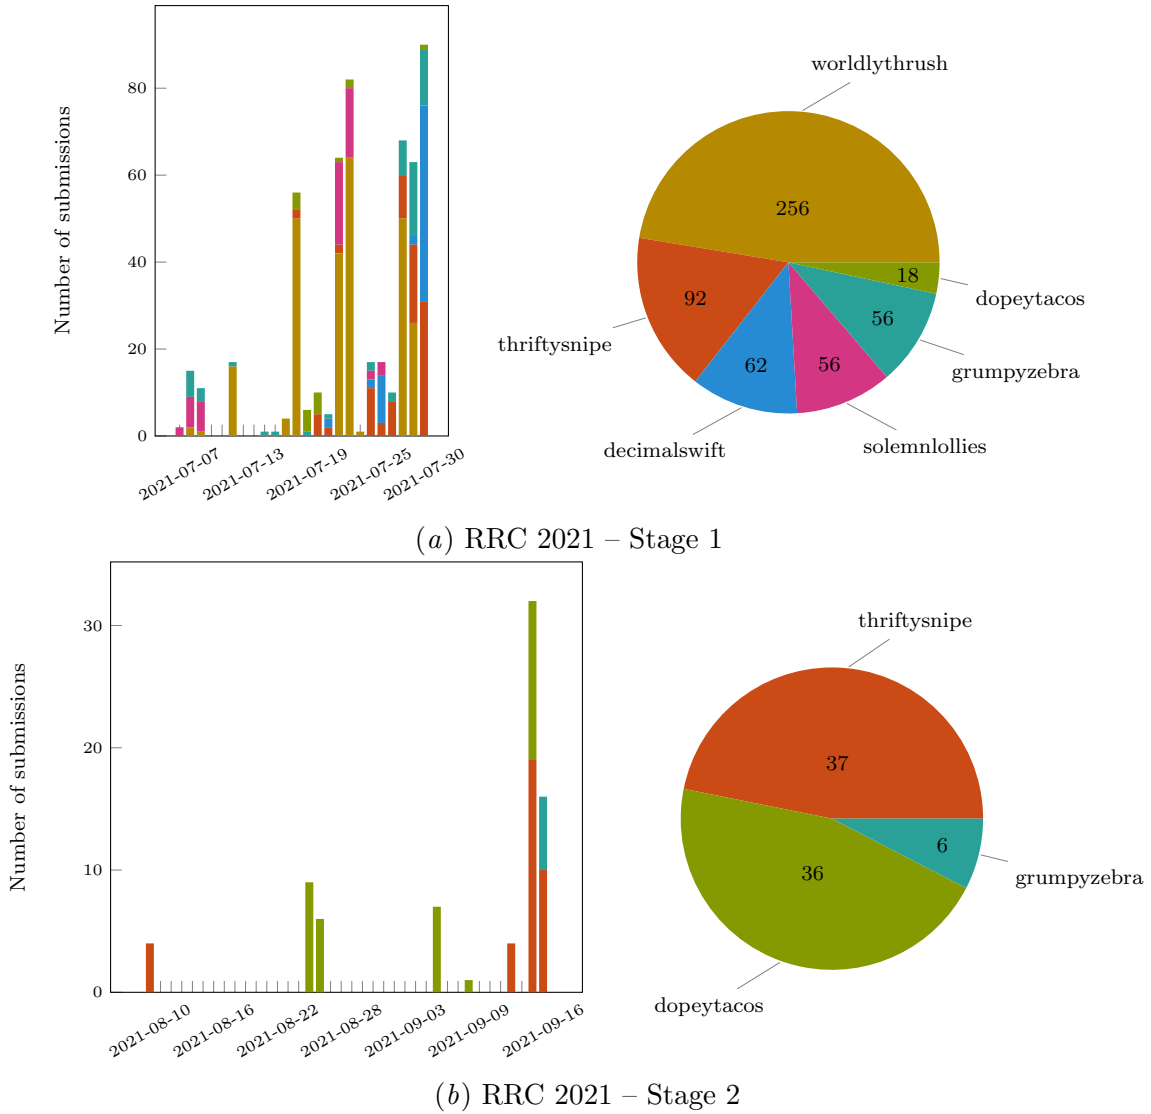 Number of submissions
80
60
40
20
0
2021-07-07
2021-07-13
2021-07-19
2021-07-25
2021-07-30
worldlythrush
256
18
dopeytacos
56
grumpyzebra
92
thriftysnipe
62
decimalswift
56
solemnlollies
(a) RRC 2021 – Stage 1
Number of submissions
30
20
10
0
2021-08-10
2021-08-16
2021-08-22
2021-08-28
2021-09-03
2021-09-09
2021-09-16
thriftysnipe
37
6
grumpyzebra
36
dopeytacos
(b) RRC 2021 – Stage 2